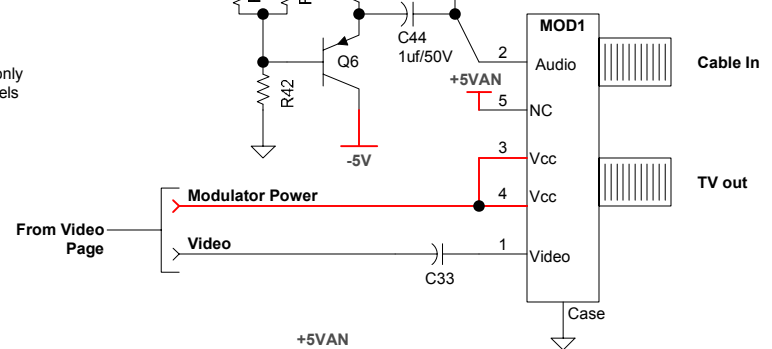 MOD1
C44
1uf/50V
2
Audio
Cable In
only
els
Q6
R42
+5VAN
5
NC
-5V
3
Vcc
4
Vcc
TV out
Modulator Power
From Video
Page
Video
1
Video
C33
Case
+5VAN